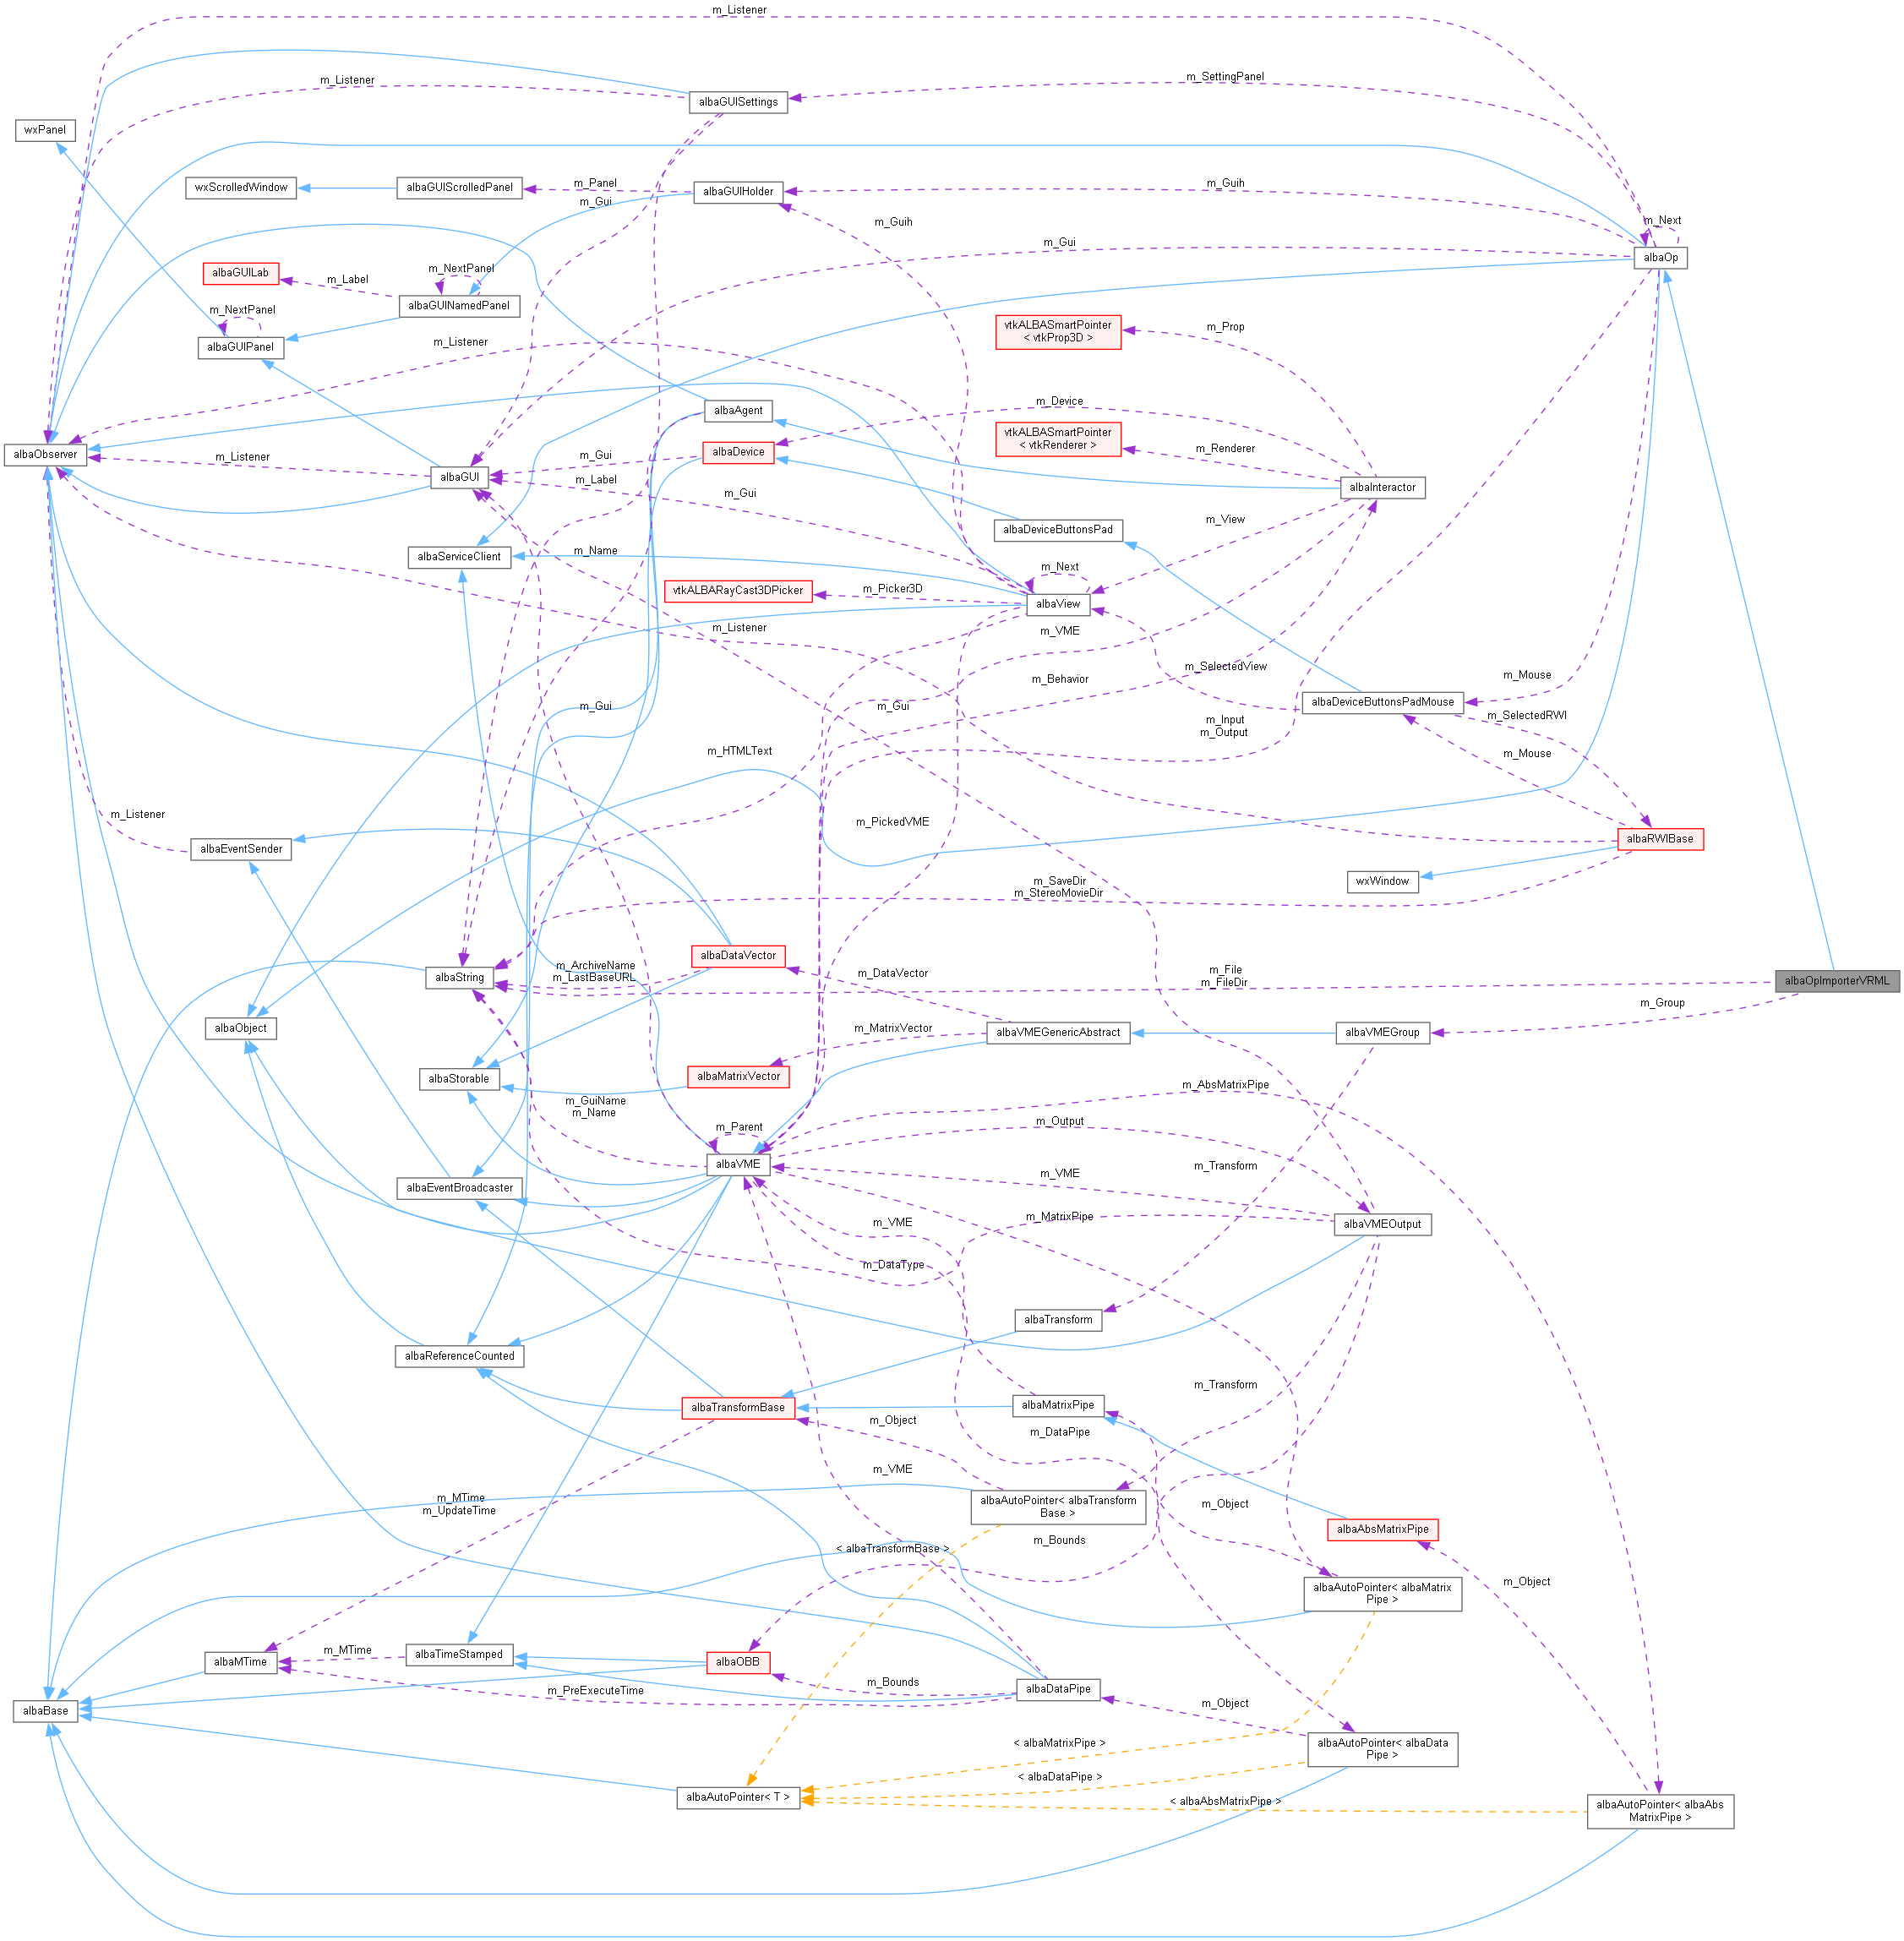 m_Listener
m_SettingPanel
m_Listener
albaGUISettings
wxPanel
wxScrolledWindow
albaGUIScrolledPanel
m_Panel
albaGUIHolder
m_Guih
m_Gui
m_Guih
m_Next
m_Gui
albaOp
albaGUILab
m_Label
m_NextPanel
albaGUINamedPanel
m_NextPanel
albaGUIPanel
vtkALBASmartPointer
< vtkProp3D >
m_Prop
m_Listener
albaAgent
m_Device
vtkALBASmartPointer
< vtkRenderer >
m_Renderer
albaObserver
m_Listener
albaGUI
m_Gui
albaDevice
m_Label
m_Gui
albaInteractor
albaDeviceButtonsPad
m_View
albaServiceClient
m_Name
m_Next
vtkALBARayCast3DPicker
m_Picker3D
albaView
m_Listener
m_VME
m_SelectedView
m_Behavior
m_Mouse
albaDeviceButtonsPadMouse
m_Gui
m_Gui
m_SelectedRWI
m_Input
m_Output
m_HTMLText
m_Mouse
m_Listener
m_PickedVME
albaEventSender
albaRWIBase
wxWindow
m_SaveDir
m_StereoMovieDir
albaDataVector
albaString
m_ArchiveName
m_LastBaseURL
m_DataVector
m_File
m_FileDir
albaOpImporterVRML
m_Group
albaObject
m_MatrixVector
albaVMEGenericAbstract
albaVMEGroup
albaStorable
albaMatrixVector
m_AbsMatrixPipe
m_GuiName
m_Name
m_Parent
m_Output
albaVME
m_Transform
m_VME
albaEventBroadcaster
m_VME
m_MatrixPipe
albaVMEOutput
m_DataType
albaTransform
albaReferenceCounted
m_Transform
albaTransformBase
albaMatrixPipe
m_Object
m_DataPipe
m_VME
m_MTime
m_UpdateTime
albaAutoPointer< albaTransform
Base >
m_Object
albaAbsMatrixPipe
m_Bounds
< albaTransformBase >
albaAutoPointer< albaMatrix
Pipe >
m_Object
albaMTime
m_MTime
albaTimeStamped
albaOBB
m_Bounds
m_PreExecuteTime
albaDataPipe
m_Object
albaBase
< albaMatrixPipe >
albaAutoPointer< albaData
Pipe >
< albaDataPipe >
albaAutoPointer< T >
< albaAbsMatrixPipe >
albaAutoPointer< albaAbs
MatrixPipe >